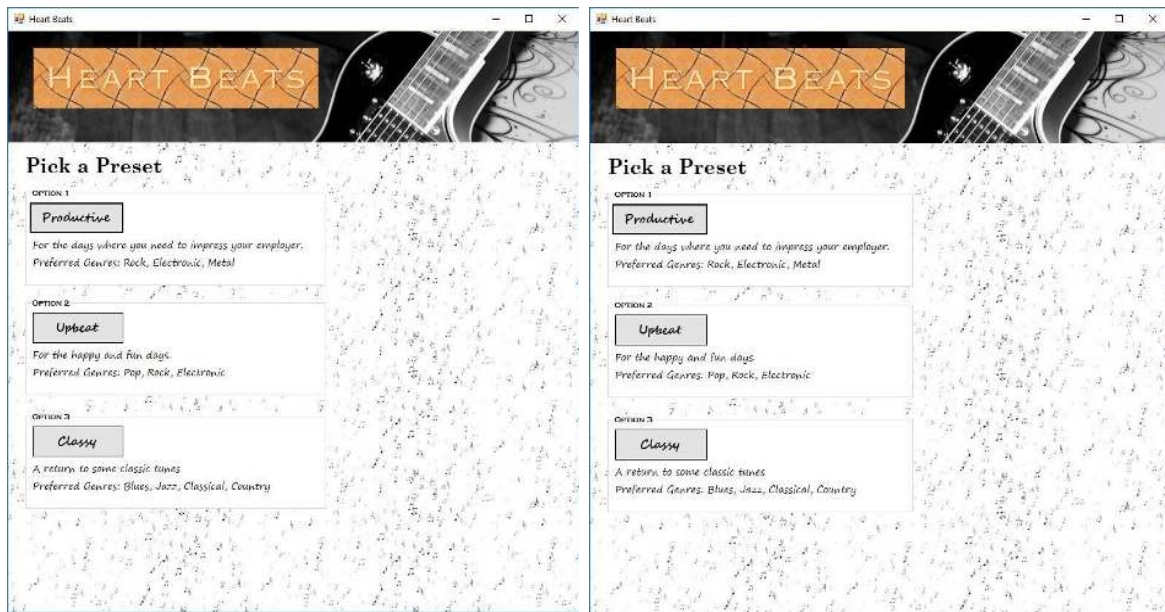 Heart Beats
HEART BEATS
Pick a Preset
OPTION 1
Productive
For the days where you need to impress your employer.
Preferred Genres: Rock, Electronic, Metal
OPTION 2
Upbeat
For the happy and fun days.
Preferred Genres: Pop, Rock, Electronic
OPTION 3
Classy
A return to some classic tunes
Preferred Genres: Blues, Jazz, Classical, Country
Heart Beats
HEART BEATS
Pick a Preset
OPTION 1
Productive
For the days where you need to impress your employer.
Preferred Genres: Rock, Electronic, Metal
OPTION 2
Upbeat
For the happy and fun days.
Preferred Genres: Pop, Rock, Electronic
OPTION 3
Classy
A return to some classic tunes
Preferred Genres: Blues, Jazz, Classical, Country